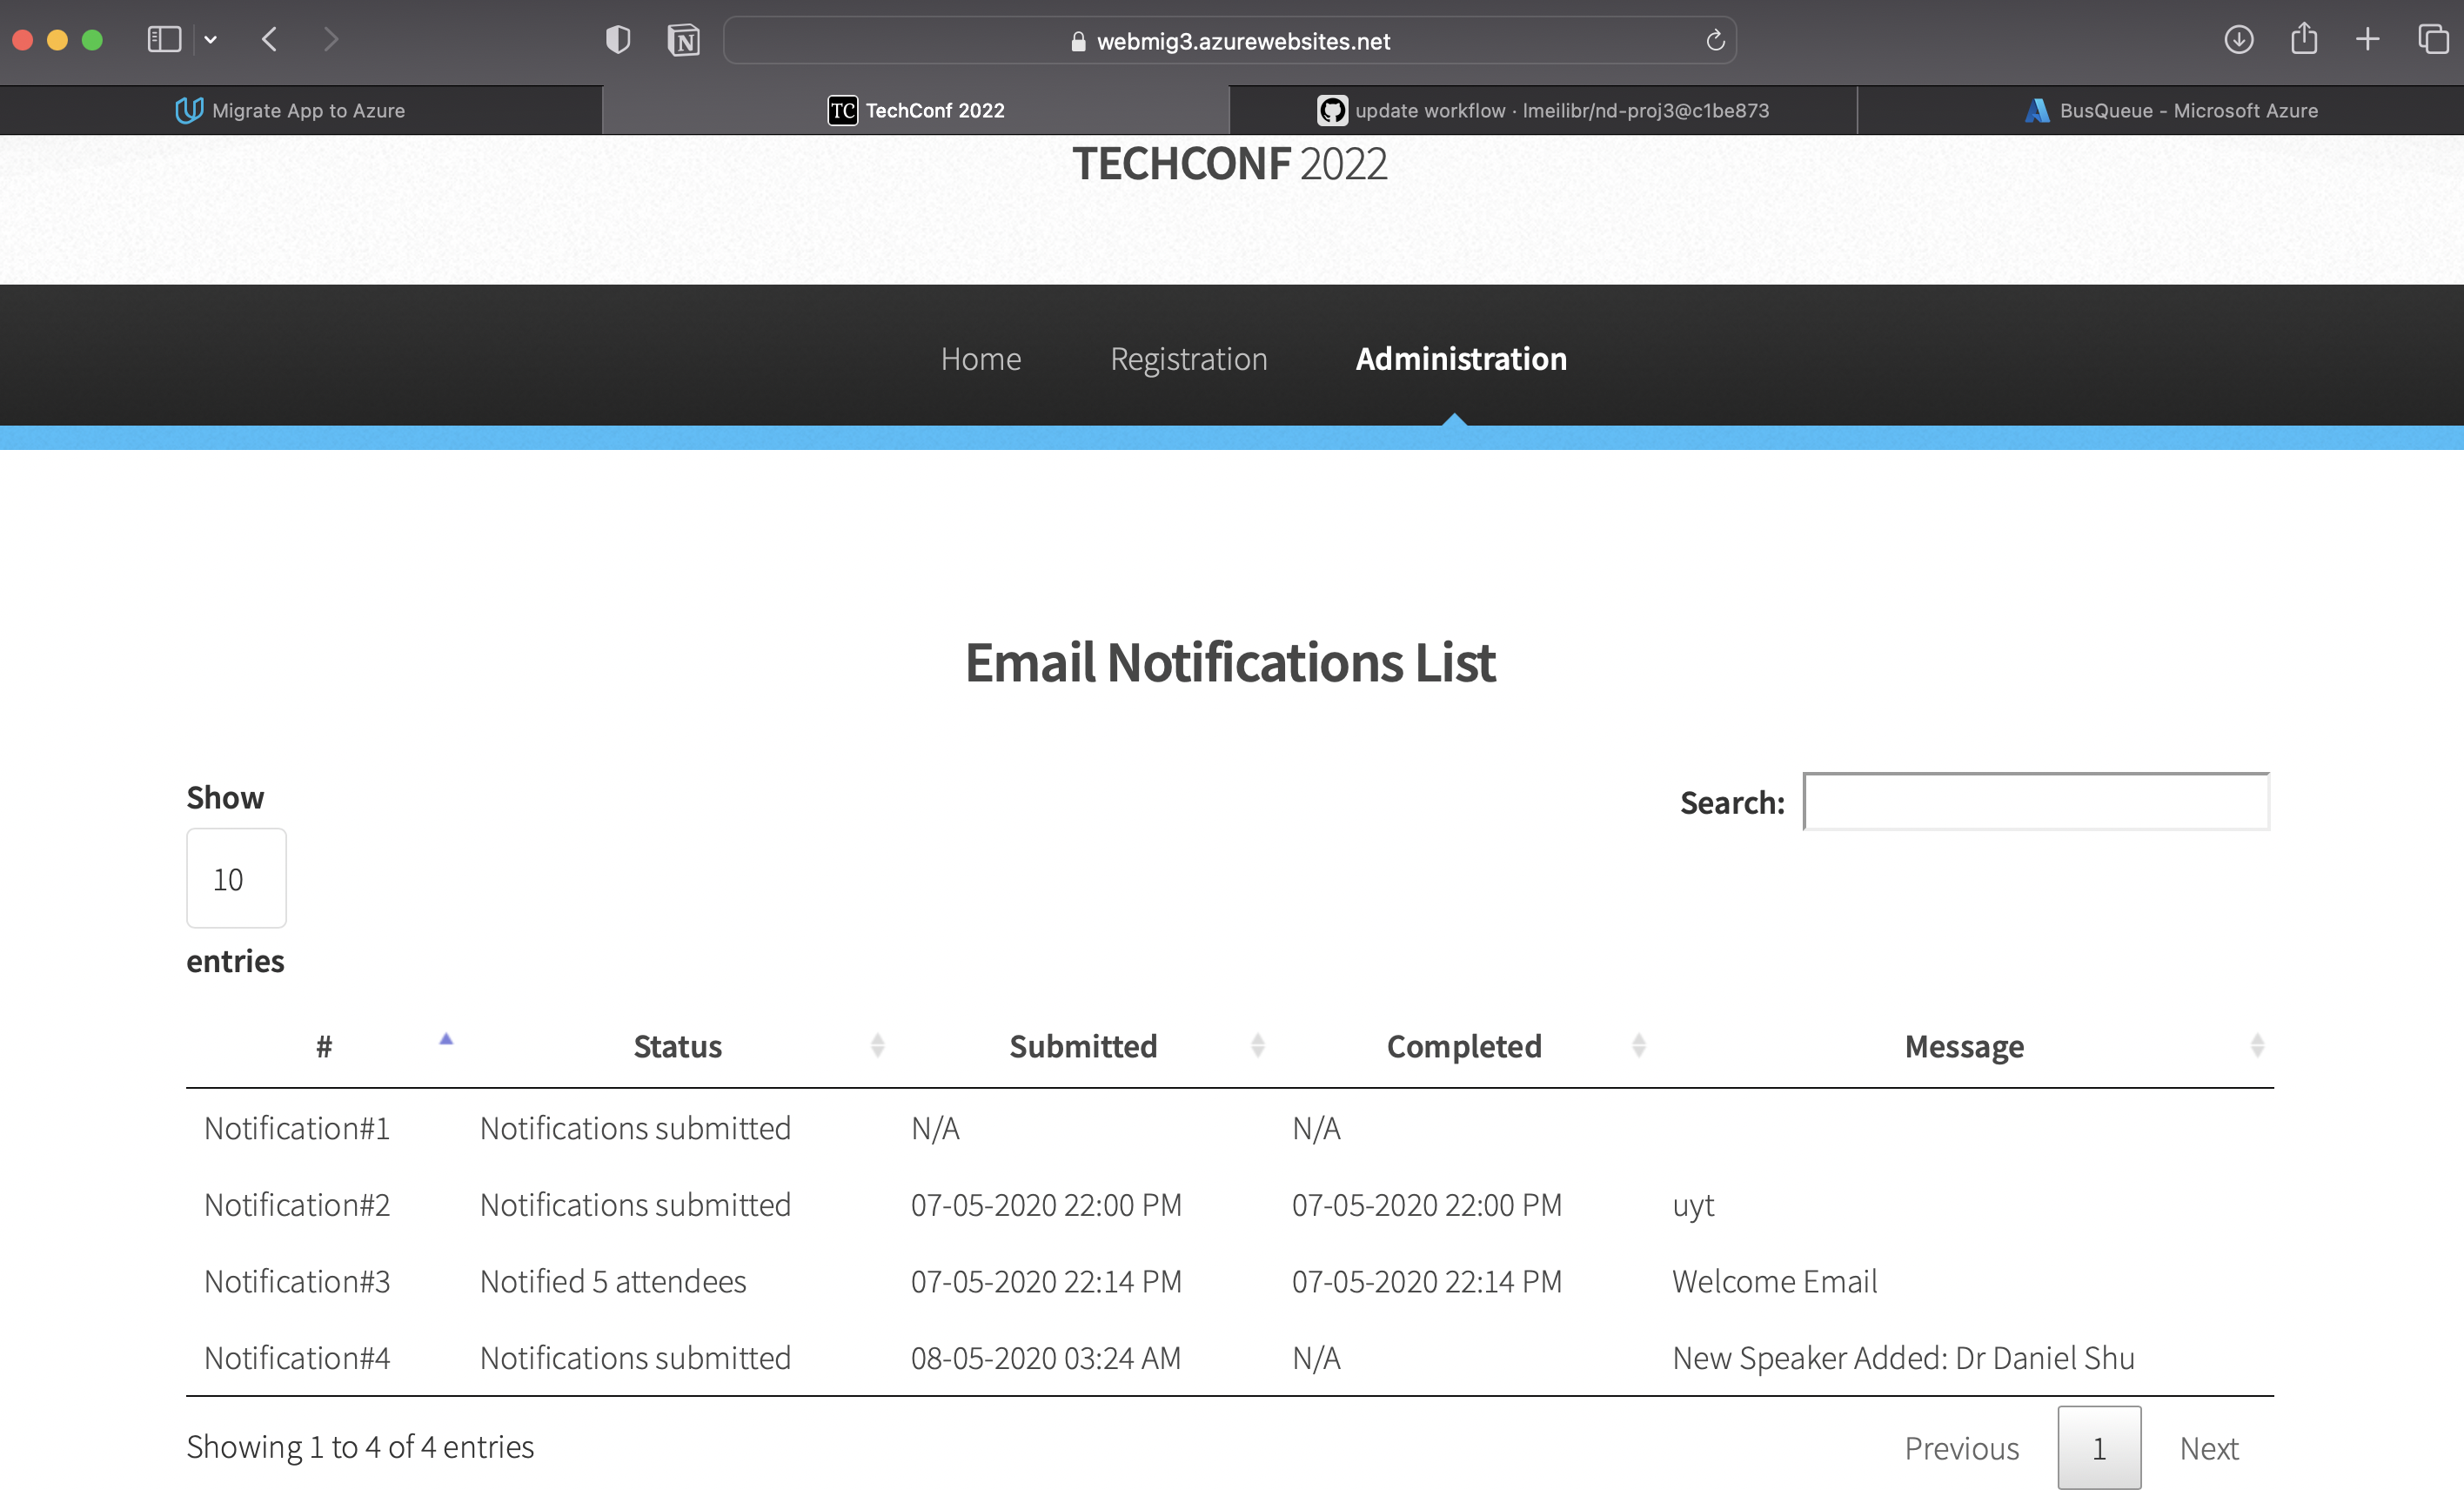 webmig3.azurewebsites.net
Migrate App to Azure
TC TechConf 2022
update workflow · lmeilibr/nd-proj3@c1be873
BusQueue - Microsoft Azure
TECHCONF 2022
Home Registration Administration
Email Notifications List
Show
Search:
10
entries
# Status Submitted Completed Message
Notification#1 Notifications submitted N/A N/A
Notification#2 Notifications submitted 07-05-2020 22:00 PM 07-05-2020 22:00 PM uyt
Notification#3 Notified 5 attendees 07-05-2020 22:14 PM 07-05-2020 22:14 PM Welcome Email
Notification#4 Notifications submitted 08-05-2020 03:24 AM N/A New Speaker Added: Dr Daniel Shu
Showing 1 to 4 of 4 entries
Previous 1 Next